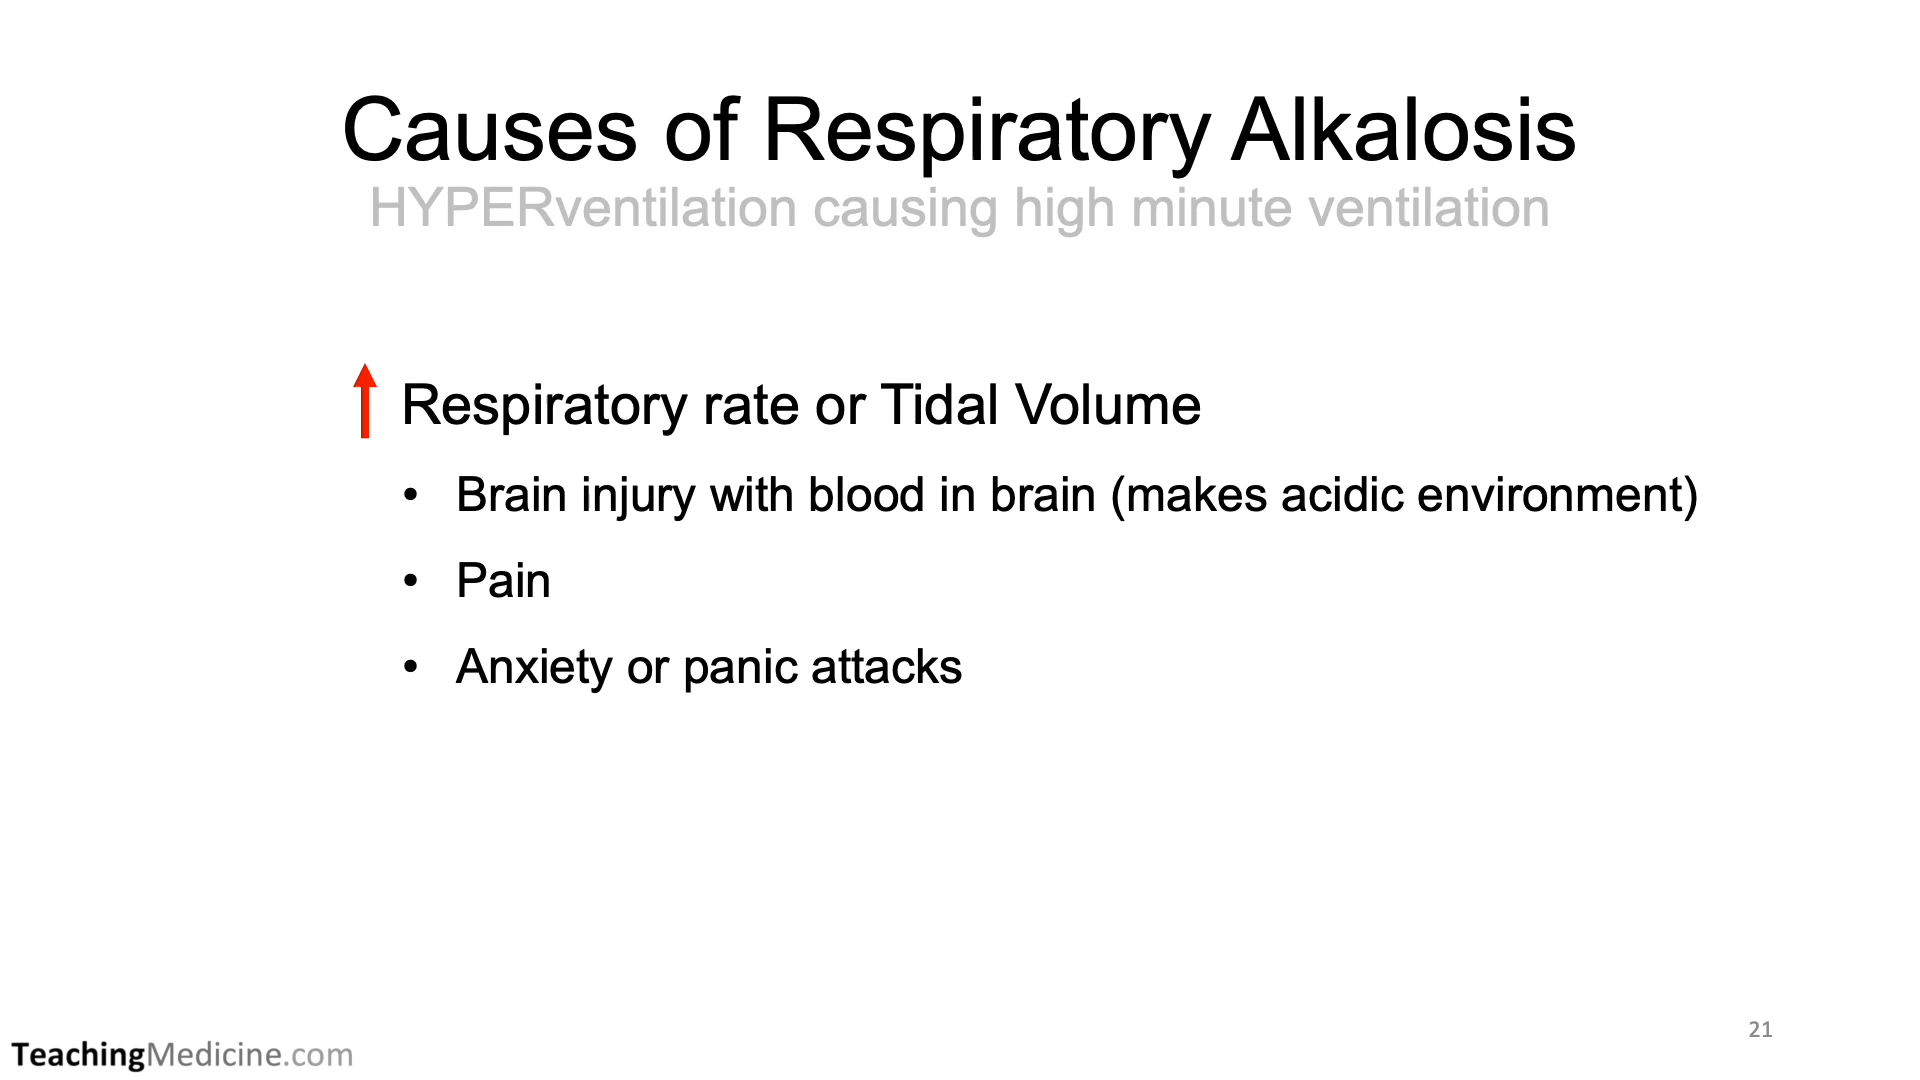 Causes of Respiratory Alkalosis
HYPERventilation causing high minute ventilation
Respiratory rate or Tidal Volume
• Brain injury with blood in brain (makes acidic environment)
• Pain
• Anxiety or panic attacks
21
TeachingMedicine.com